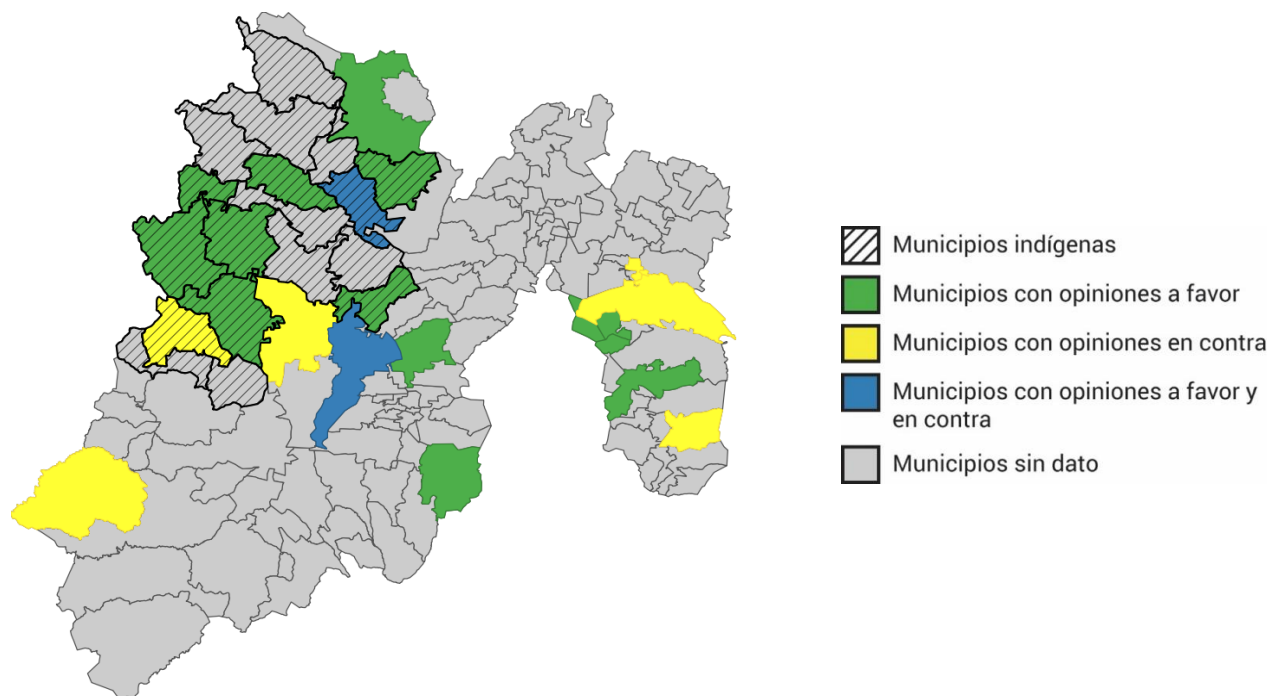 Municipios indígenas
Municipios con opiniones a favor
Municipios con opiniones en contra
Municipios con opiniones a favor y
en contra
Municipios sin dato